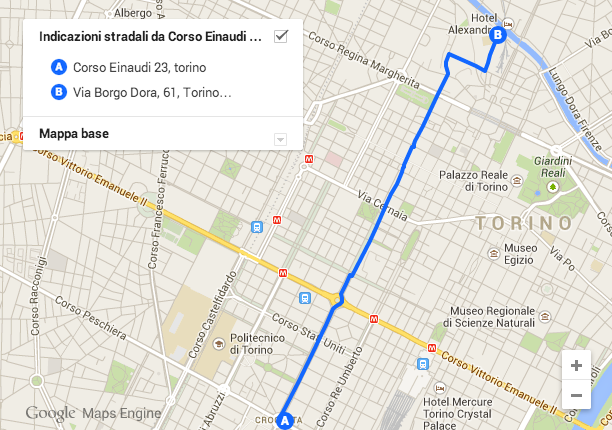 Indicazioni stradali da Corso Einaudi ...
A Corso Einaudi 23, torino
B Via Borgo Dora, 61, Torino...
Mappa base
Albergo
Hotel
Alexandra
B
Corso Regina Margherita
Lungo Dora Firenze
Corso Vittorio Emanuele II
Corso Francesco Ferrucci
M
Giardini
Reali
Palazzo Reale
di Torino
Via Cernaia
TORINO
M
Museo
Egizio
Via Po
Corso Racconigi
M
Corso Castelfidardo
Corso Peschiera
Museo Regionale
di Scienze Naturali
Corso Stati Uniti
M
Politecnico
di Torino
M
Corso Vittorio Emanuele II
Corso Re Umberto
+
−
Hotel Mercure
Torino Crystal
Palace
Abruzzi
CRO
TA
A
Google Maps Engine